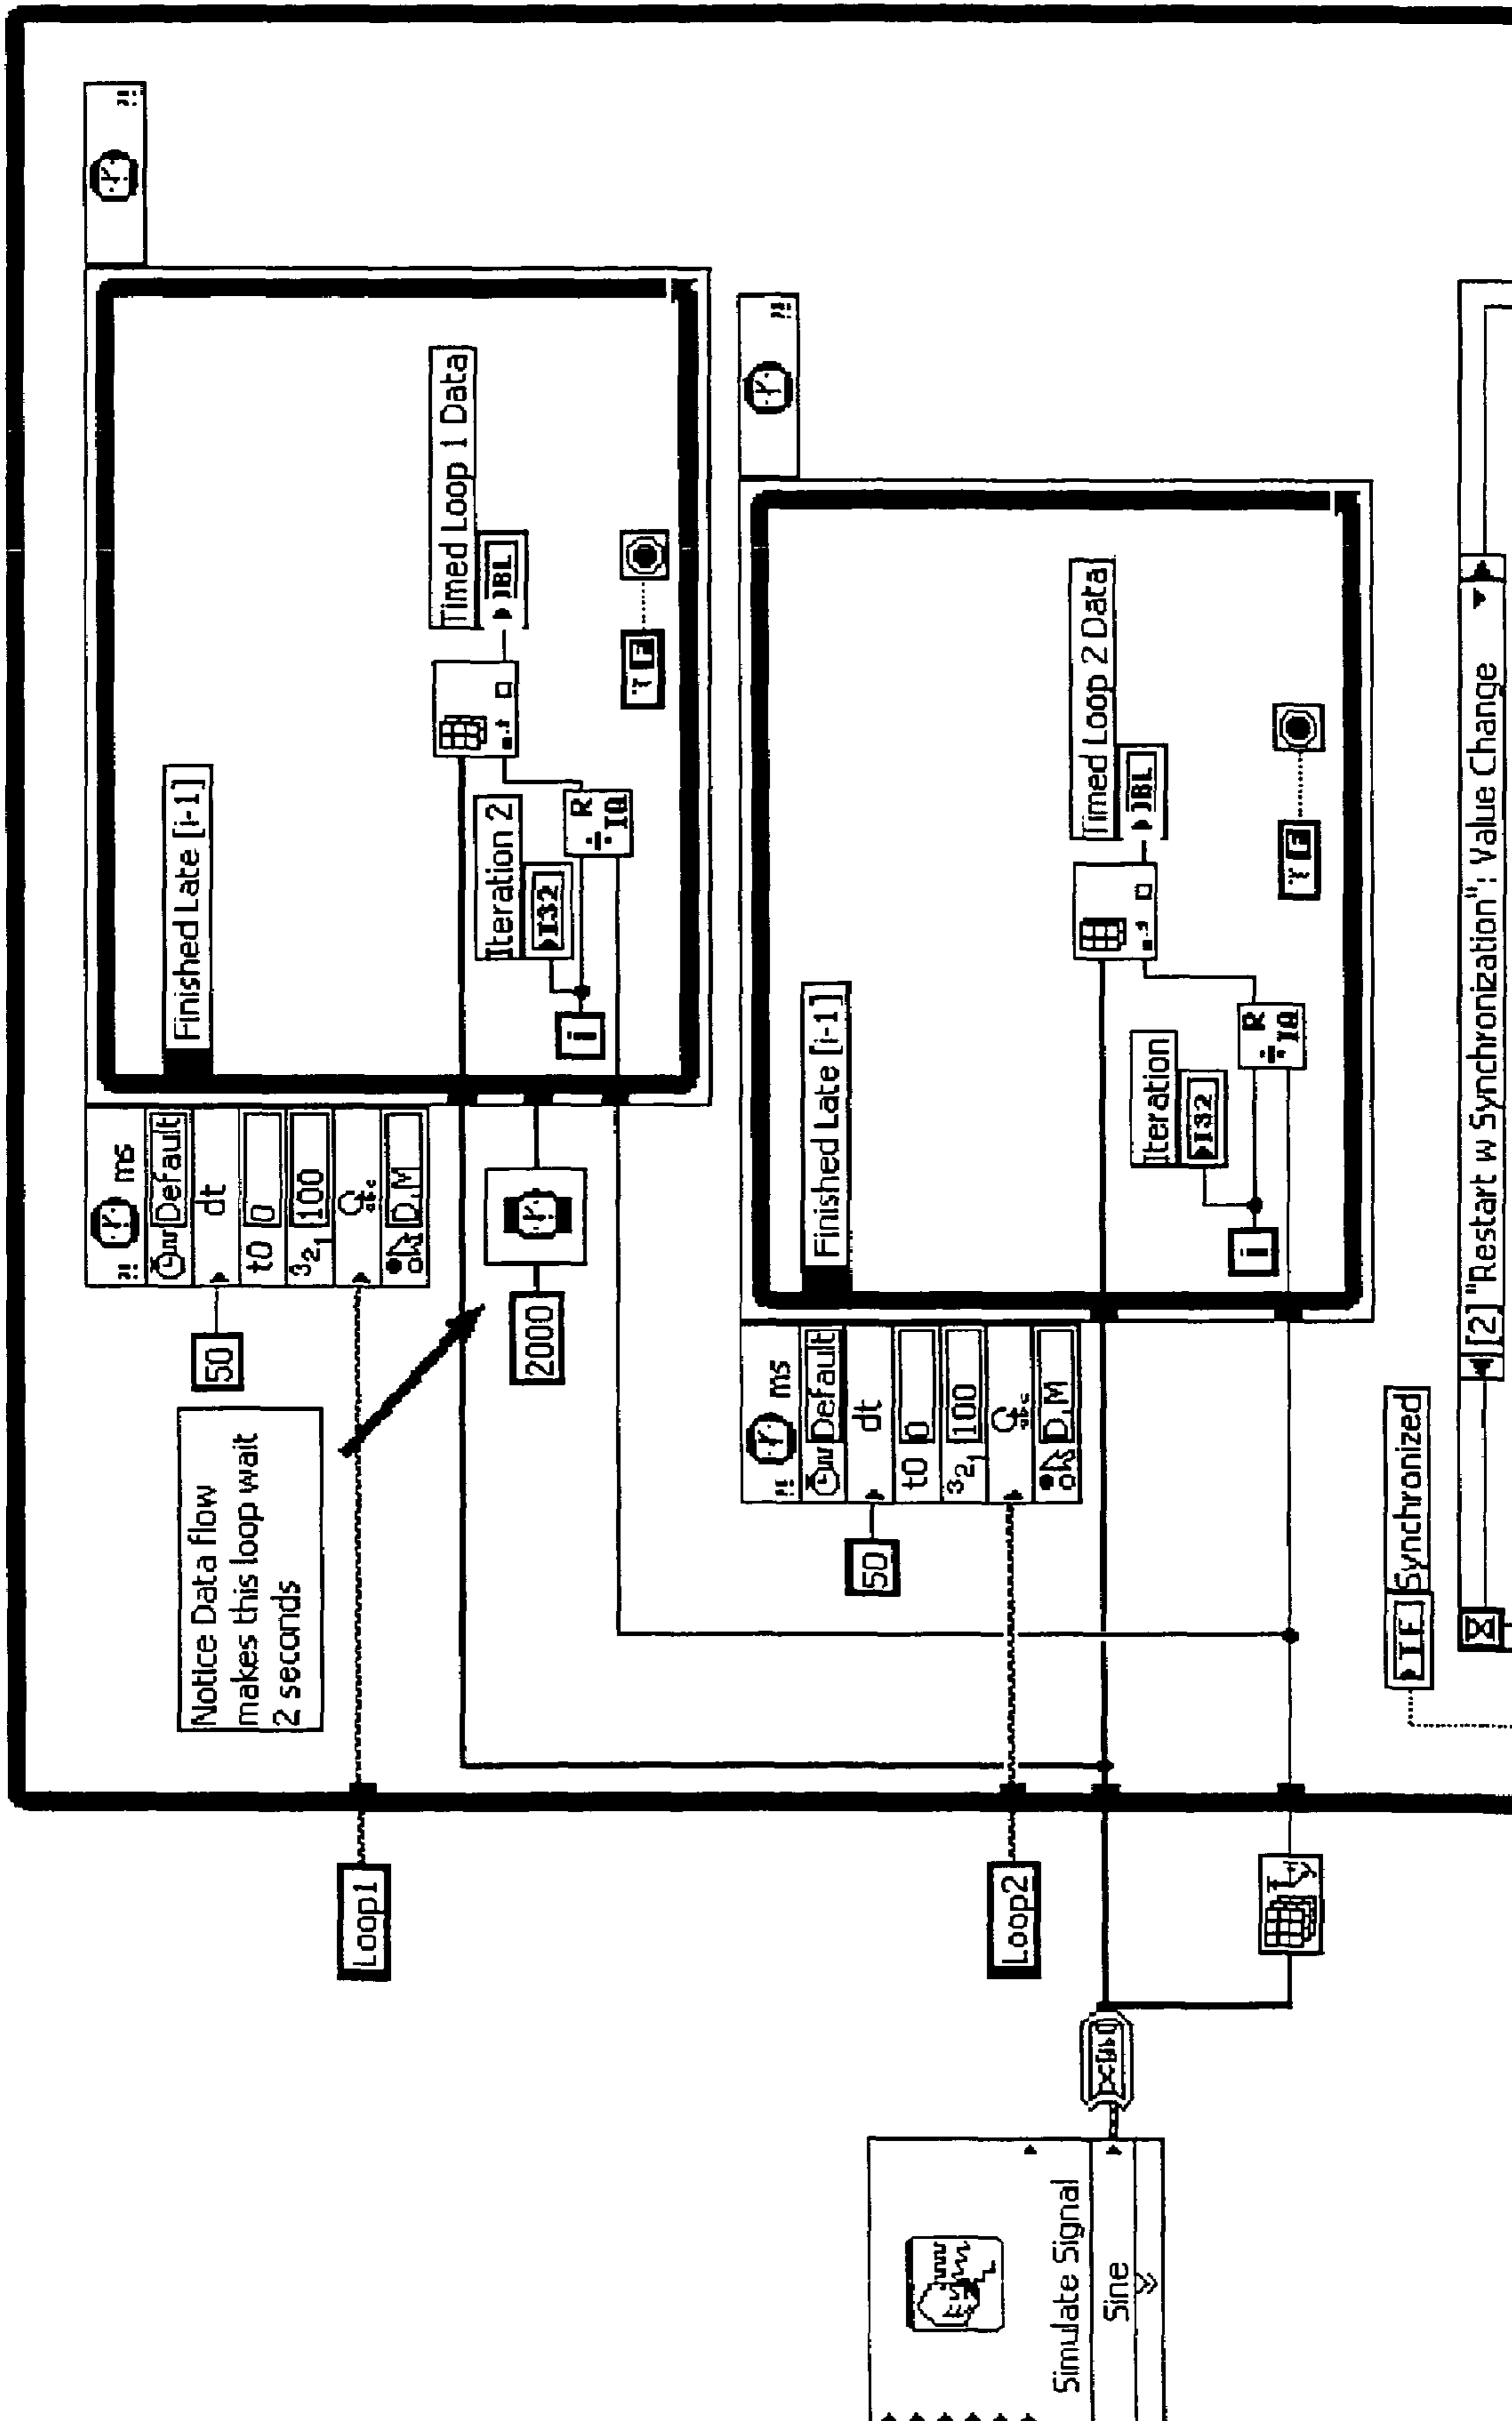 Notice Data flow
makes this loop wait
2 seconds
50
ms
Default
dt
t0 0
100
D,M
Finished Late [i-1]
Timed Loop 1 Data
DBL
Iteration 2
I32
i
R
IQ
T F
2000
Loop1
50
ms
Default
dt
t0 0
100
D,M
Finished Late [i-1]
Timed Loop 2 Data
DBL
Iteration
I32
i
R
IQ
T F
Loop2
Simulate Signal
Sine
Synchronized
TF
[2] "Restart w Synchronization": Value Change